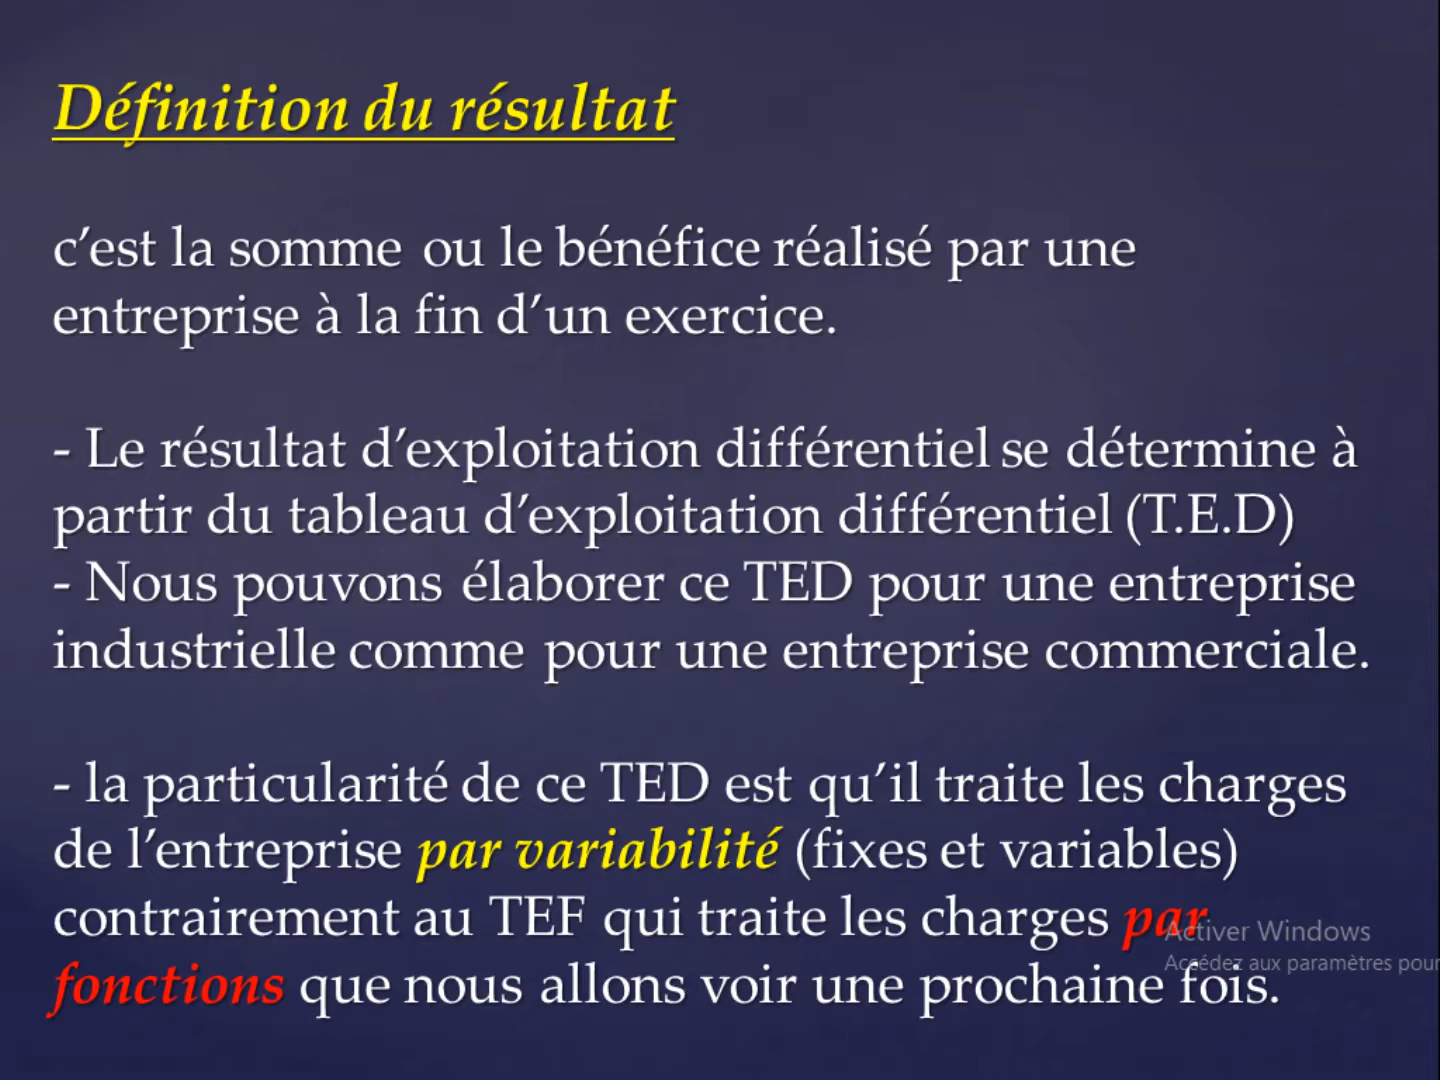 Définition du résultat
c’est la somme ou le bénéfice réalisé par une
entreprise à la fin d’un exercice.
- Le résultat d’exploitation différentiel se détermine à
partir du tableau d’exploitation différentiel (T.E.D)
- Nous pouvons élaborer ce TED pour une entreprise
industrielle comme pour une entreprise commerciale.
- la particularité de ce TED est qu’il traite les charges
de l’entreprise par variabilité (fixes et variables)
contrairement au TEF qui traite les charges par
fonctions que nous allons voir une prochaine fois.
Activer Windows
Accédez aux paramètres pour